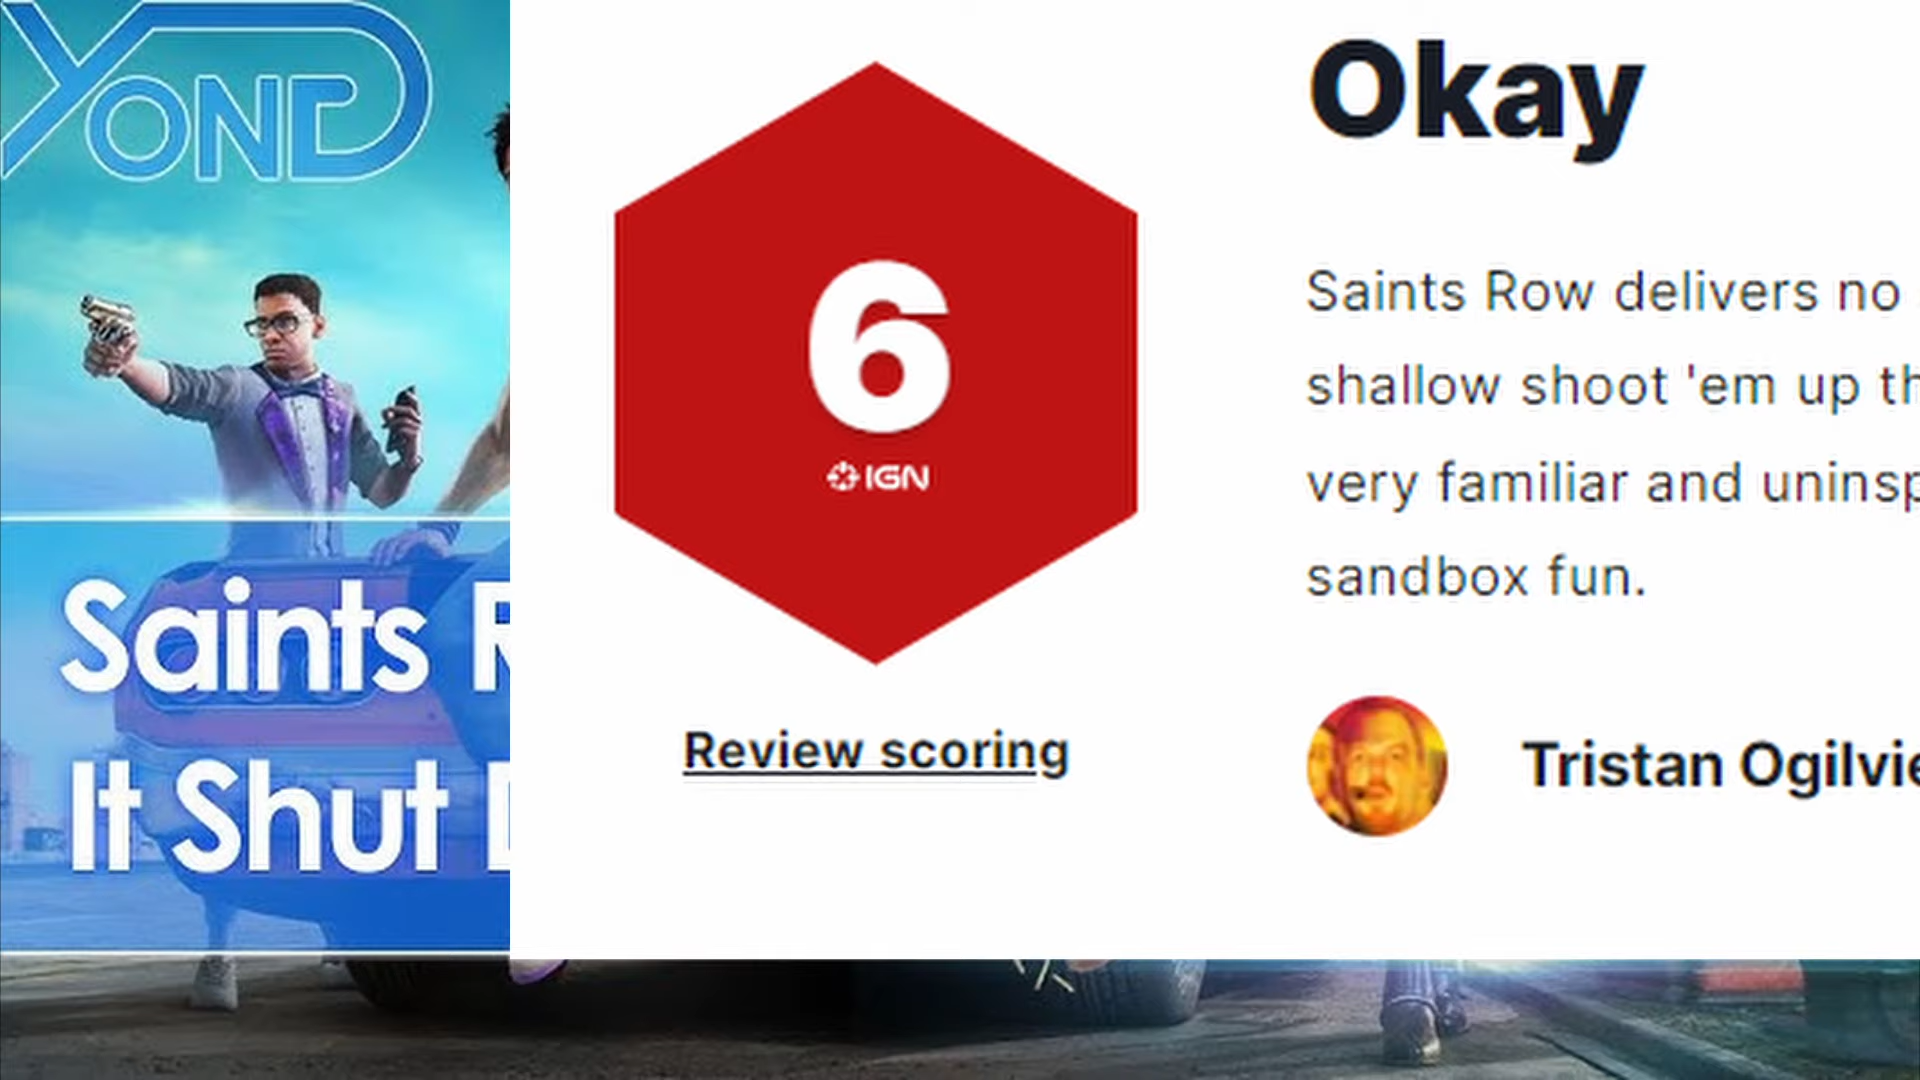 YOND
Saints
It Shut
Okay
6
IGN
Saints Row delivers no
shallow shoot 'em up th
very familiar and uninsp
sandbox fun.
Review scoring
Tristan Ogilvie